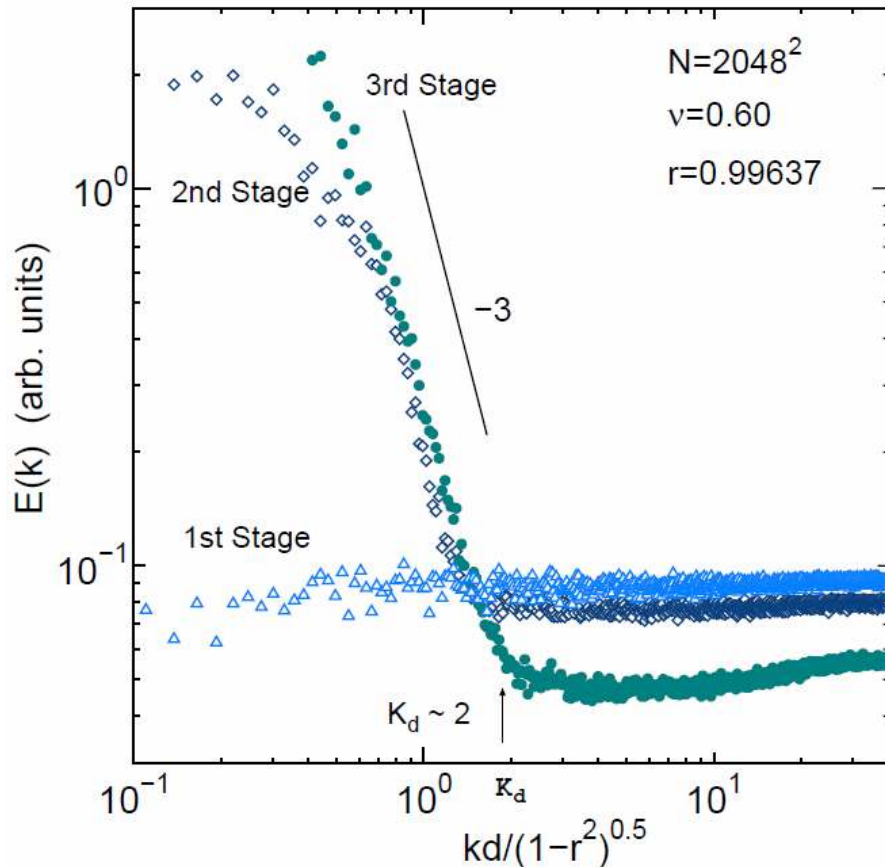 N=2048²
ν=0.60
r=0.99637
3rd Stage
2nd Stage
−3
1st Stage
K_d ~ 2
K_d
E(k) (arb. units)
10⁰
10⁻¹
10⁻¹ 10⁰ 10¹
kd/(1−r²)^0.5